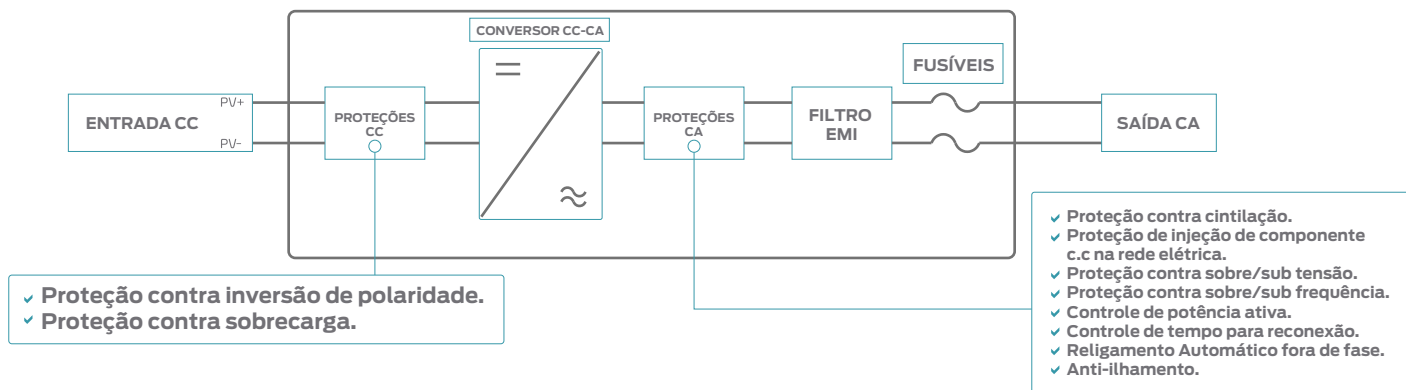 CONVERSOR CC-CA
FUSÍVEIS
ENTRADA CC
PV+
PV-
PROTEÇÕES
CC
PROTEÇÕES
CA
FILTRO
EMI
SAÍDA CA
Proteção contra inversão de polaridade.
Proteção contra sobrecarga.
Proteção contra cintilação.
Proteção de injeção de componente
c.c na rede elétrica.
Proteção contra sobre/sub tensão.
Proteção contra sobre/sub frequência.
Controle de potência ativa.
Controle de tempo para reconexão.
Religamento Automático fora de fase.
Anti-ilhamento.